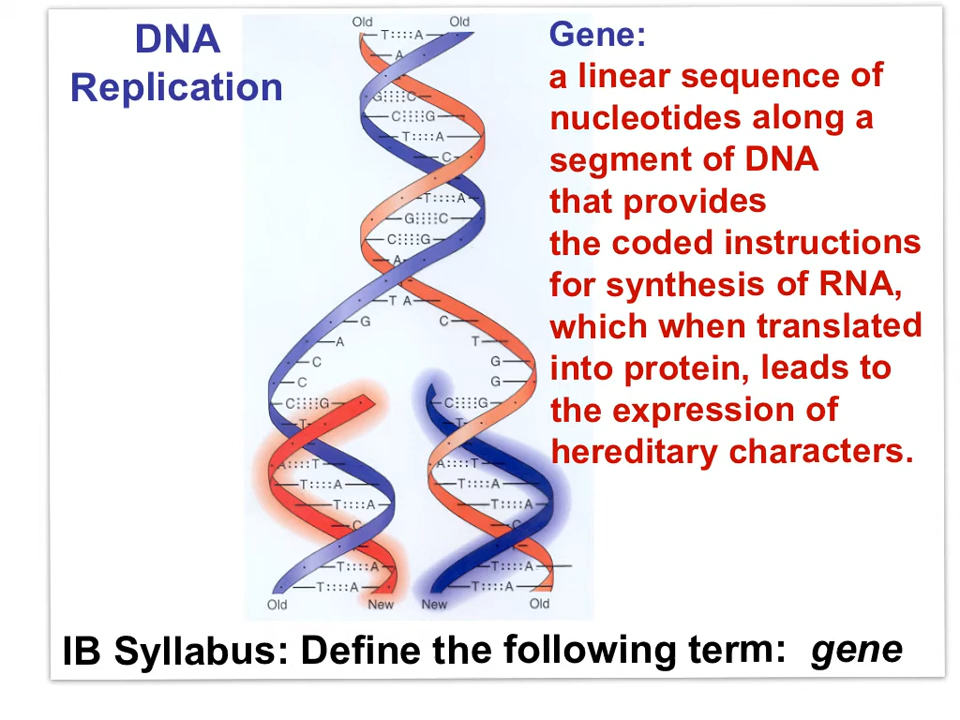 DNA
Replication
Gene:
a linear sequence of
nucleotides along a
segment of DNA
that provides
the coded instructions
for synthesis of RNA,
which when translated
into protein, leads to
the expression of
hereditary characters.
Old Old
T::::A
A
G::::C
C::::G
T::::A
C
T::::A
G::::C
C::::G
A
T A
G C
A T
C G
C G
C::::G C::::G
T T
A::::T A::::T
T::::A T::::A
T::::A T::::A
C C
T::::A T::::A
T::::A T::::A
Old New New Old
IB Syllabus: Define the following term: gene